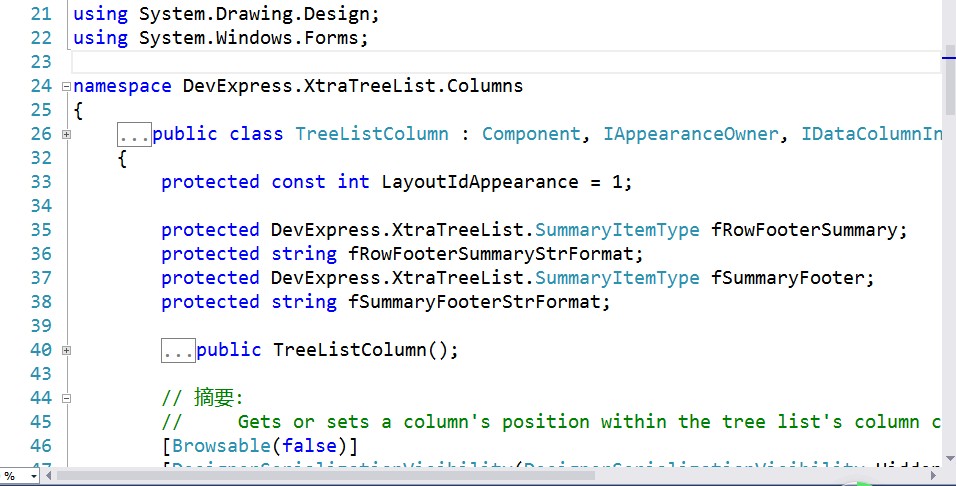 21 using System.Drawing.Design;
22 using System.Windows.Forms;
23
24 namespace DevExpress.XtraTreeList.Columns
25 {
26 ...public class TreeListColumn : Component, IAppearanceOwner, IDataColumnIn
32 {
33 protected const int LayoutIdAppearance = 1;
34
35 protected DevExpress.XtraTreeList.SummaryItemType fRowFooterSummary;
36 protected string fRowFooterSummaryStrFormat;
37 protected DevExpress.XtraTreeList.SummaryItemType fSummaryFooter;
38 protected string fSummaryFooterStrFormat;
39
40 ...public TreeListColumn();
43
44 // 摘要:
45 // Gets or sets a column's position within the tree list's column c
46 [Browsable(false)]
47 [DesignerSerializationVisibility(DesignerSerializationVisibility.Hidden
%